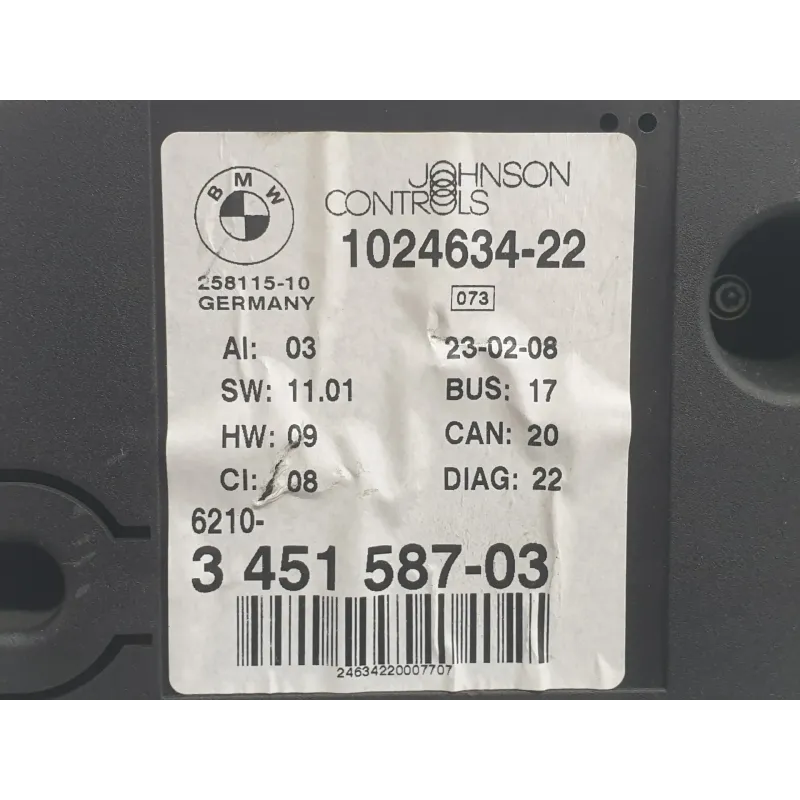 BMW
JOHNSON
CONTROLS
1024634-22
258115-10
GERMANY
073
AI: 03 23-02-08
SW: 11.01 BUS: 17
HW: 09 CAN: 20
CI: 08 DIAG: 22
6210-
3 451 587-03
24634220007707